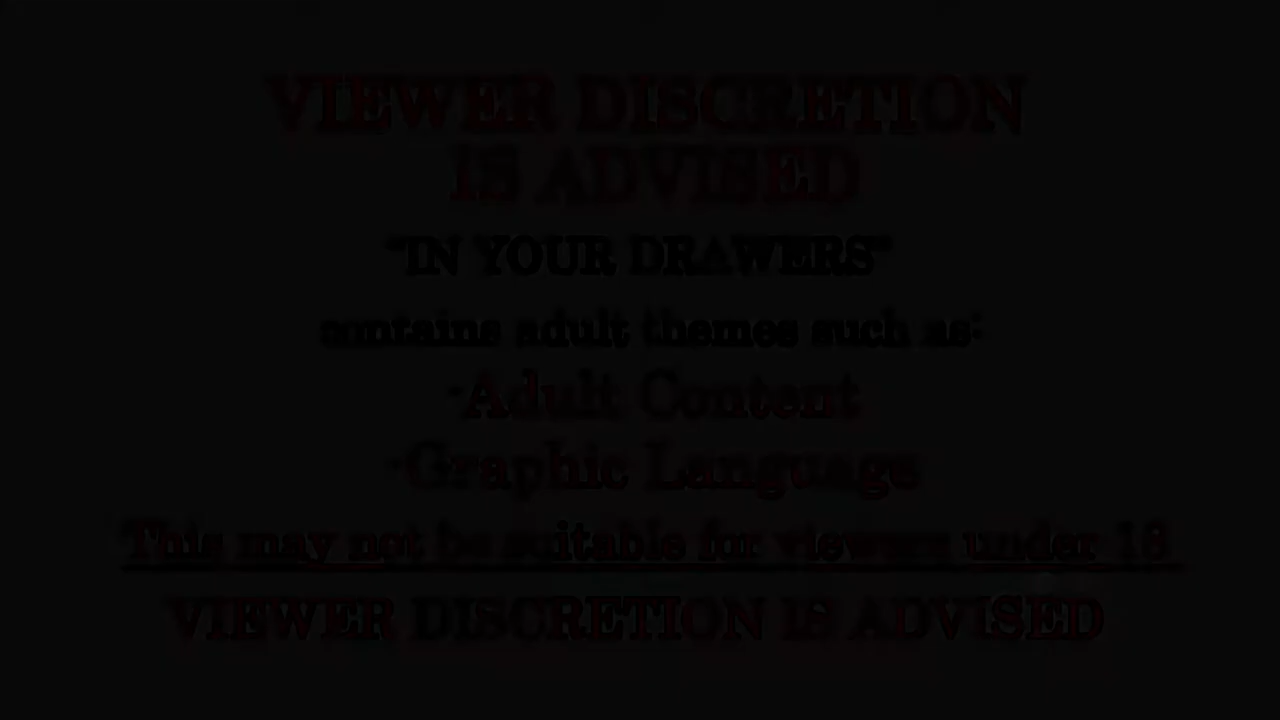 VIEWER DISCRETION
IS ADVISED
"IN YOUR DRAWERS"
contains adult themes such as:
-Adult Content
-Graphic Language
This may not be suitable for viewers under 18
VIEWER DISCRETION IS ADVISED